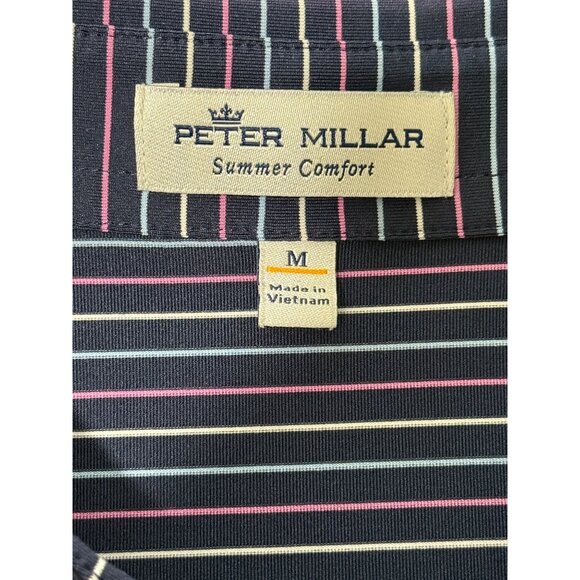 PETER MILLAR
Summer Comfort
M
Made in
Vietnam